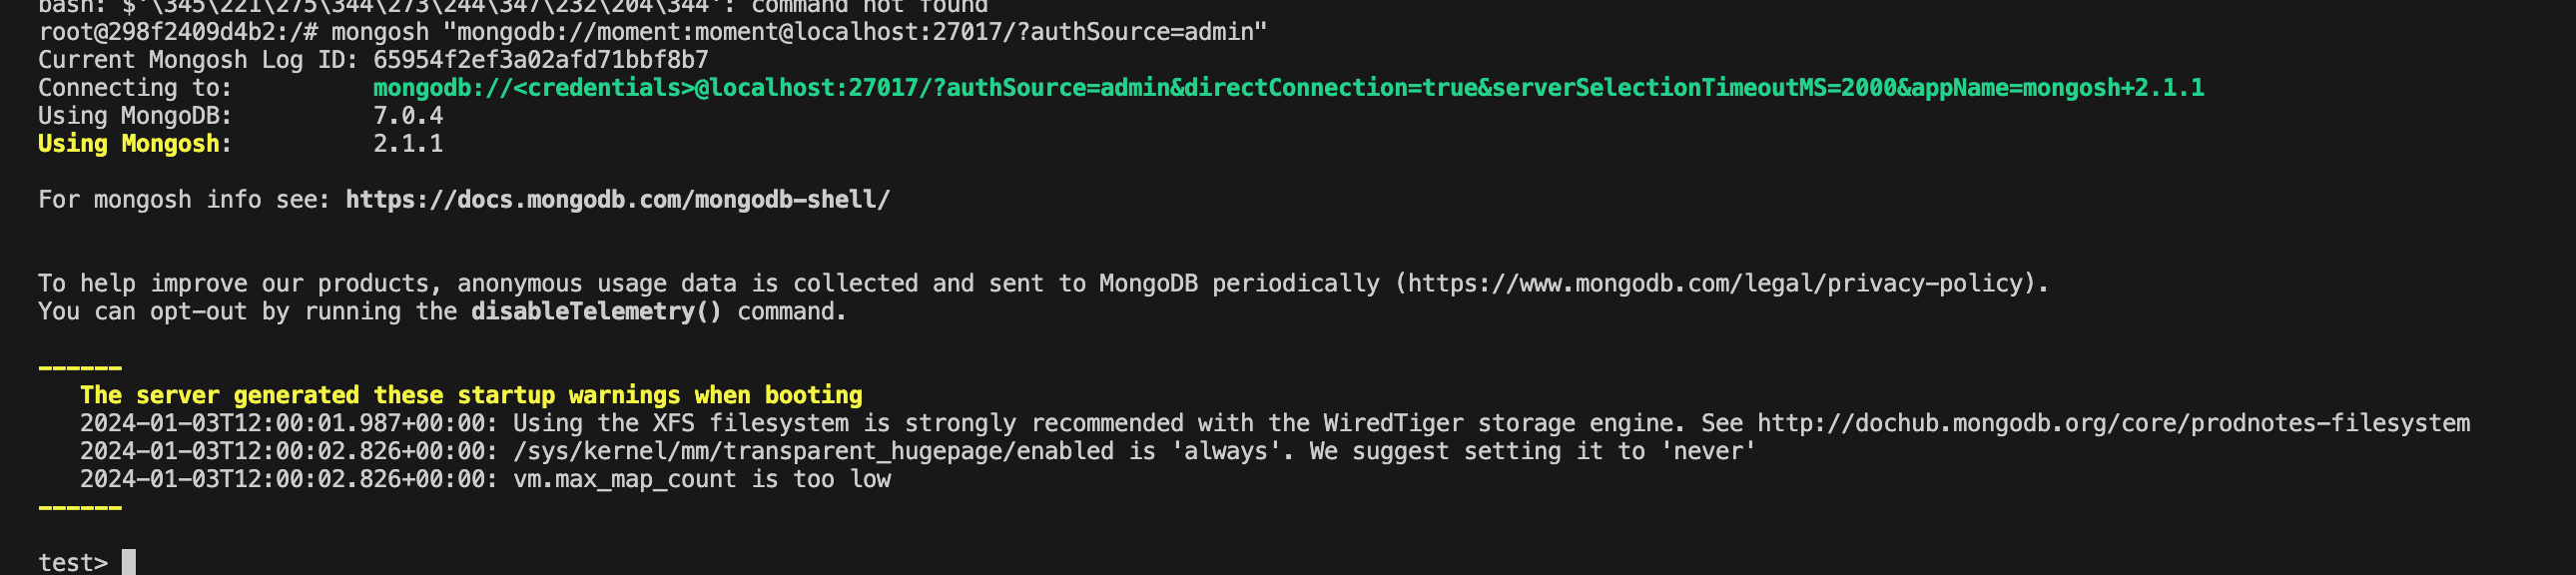 bash: $'\345\221\275\344\273\244\347\232\204\344': command not found
root@298f2409d4b2:/# mongosh "mongodb://moment:moment@localhost:27017/?authSource=admin"
Current Mongosh Log ID: 65954f2ef3a02afd71bbf8b7
Connecting to: mongodb://<credentials>@localhost:27017/?authSource=admin&directConnection=true&serverSelectionTimeoutMS=2000&appName=mongosh+2.1.1
Using MongoDB: 7.0.4
Using Mongosh: 2.1.1
For mongosh info see: https://docs.mongodb.com/mongodb-shell/
To help improve our products, anonymous usage data is collected and sent to MongoDB periodically (https://www.mongodb.com/legal/privacy-policy).
You can opt-out by running the disableTelemetry() command.
------
The server generated these startup warnings when booting
2024-01-03T12:00:01.987+00:00: Using the XFS filesystem is strongly recommended with the WiredTiger storage engine. See http://dochub.mongodb.org/core/prodnotes-filesystem
2024-01-03T12:00:02.826+00:00: /sys/kernel/mm/transparent_hugepage/enabled is 'always'. We suggest setting it to 'never'
2024-01-03T12:00:02.826+00:00: vm.max_map_count is too low
------
test>